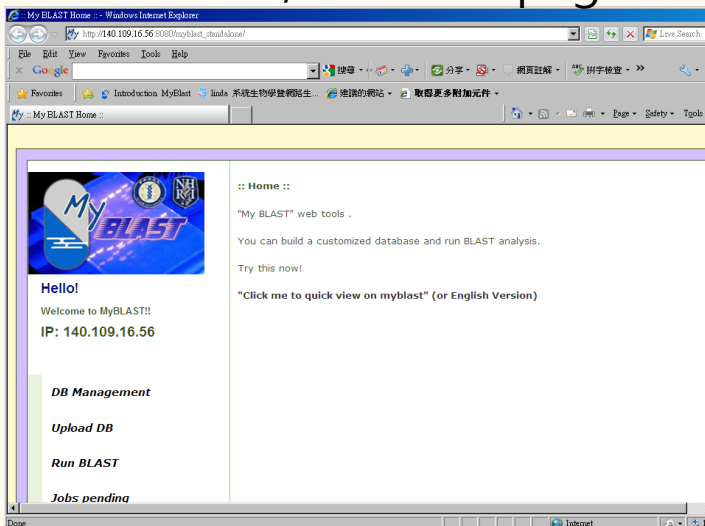 :: My BLAST Home :: - Windows Internet Explorer
http://140.109.16.56:8080/myblast_standalone/
Live Search
File Edit View Favorites Tools Help
Google
搜尋
分享
網頁註解
拼字檢查
Favorites
Introduction MyBlast
linda
系統生物學暨網路生...
建議的網站
取得更多附加元件
:: My BLAST Home ::
Page Safety Tools
My BLAST
:: Home ::
"My BLAST" web tools .
You can build a customized database and run BLAST analysis.
Try this now!
"Click me to quick view on myblast" (or English Version)
Hello!
Welcome to MyBLAST!!
IP: 140.109.16.56
DB Management
Upload DB
Run BLAST
Jobs pending
Done
Internet